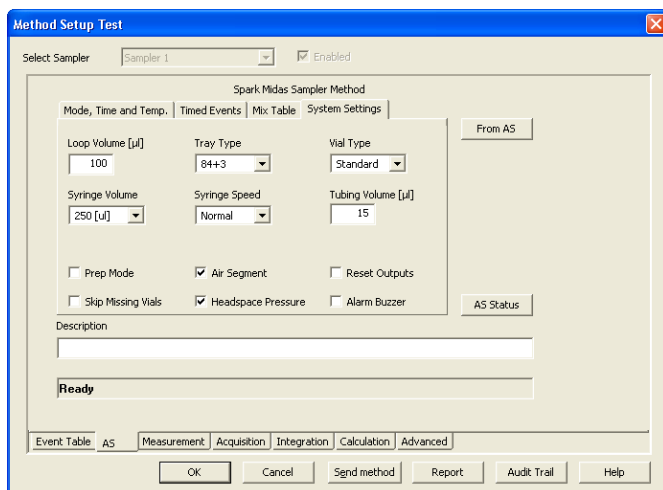 Method Setup Test
Select Sampler Sampler 1 Enabled
Spark Midas Sampler Method
Mode, Time and Temp. Timed Events Mix Table System Settings
From AS
Loop Volume [µl] Tray Type Vial Type
100 84+3 Standard
Syringe Volume Syringe Speed Tubing Volume [µl]
250 [ul] Normal 15
Prep Mode Air Segment Reset Outputs
Skip Missing Vials Headspace Pressure Alarm Buzzer AS Status
Description
Ready
Event Table AS Measurement Acquisition Integration Calculation Advanced
OK Cancel Send method Report Audit Trail Help